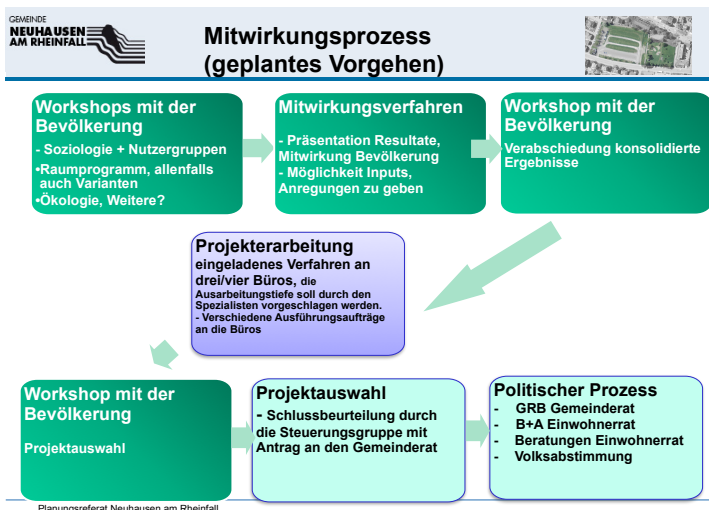 GEMEINDE
NEUHAUSEN
AM RHEINFALL
Mitwirkungsprozess
(geplantes Vorgehen)
Workshops mit der
Bevölkerung
- Soziologie + Nutzergruppen
•Raumprogramm, allenfalls
auch Varianten
•Ökologie, Weitere?
Mitwirkungsverfahren
- Präsentation Resultate,
Mitwirkung Bevölkerung
- Möglichkeit Inputs,
Anregungen zu geben
Workshop mit der
Bevölkerung
Verabschiedung konsolidierte
Ergebnisse
Projekterarbeitung
eingeladenes Verfahren an
drei/vier Büros, die
Ausarbeitungstiefe soll durch den
Spezialisten vorgeschlagen werden.
- Verschiedene Ausführungsaufträge
an die Büros
Workshop mit der
Bevölkerung
Projektauswahl
Projektauswahl
- Schlussbeurteilung durch
die Steuerungsgruppe mit
Antrag an den Gemeinderat
Politischer Prozess
- GRB Gemeinderat
- B+A Einwohnerrat
- Beratungen Einwohnerrat
- Volksabstimmung
Planungsreferat Neuhausen am Rheinfall